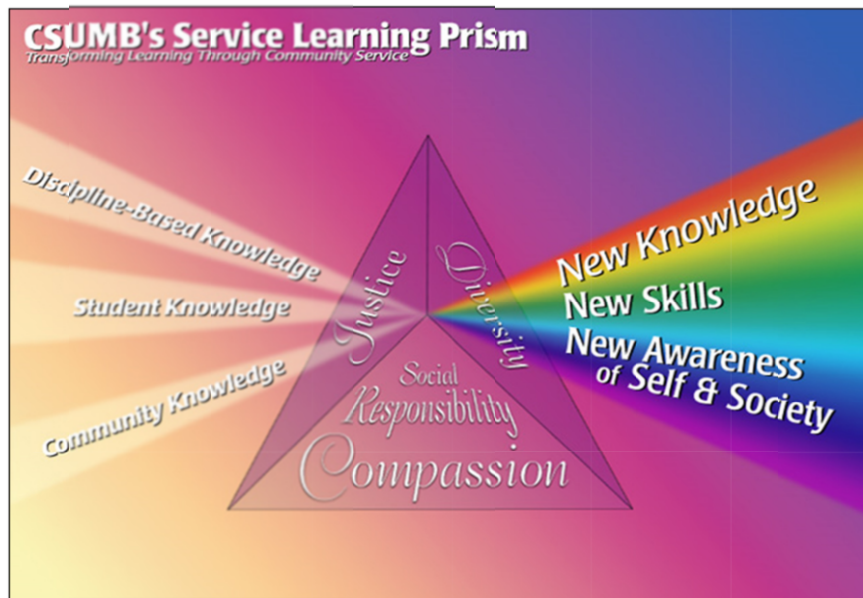 CSUMB's Service Learning Prism
Transforming Learning Through Community Service
Discipline-Based Knowledge
Student Knowledge
Community Knowledge
Justice
Diversity
Social
Responsibility
Compassion
New Knowledge
New Skills
New Awareness
of Self & Society